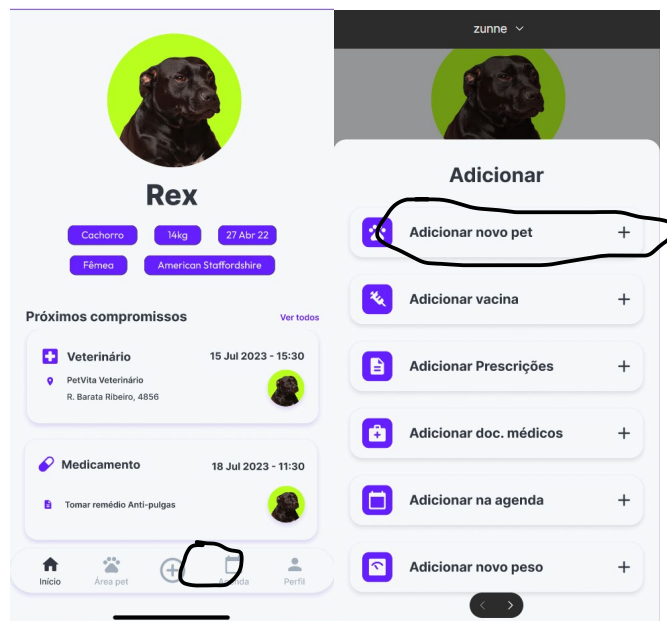 Rex
Cachorro 14kg 27 Abr 22
Fêmea American Staffordshire
Próximos compromissos Ver todos
Veterinário 15 Jul 2023 - 15:30
PetVita Veterinário
R. Barata Ribeiro, 4856
Medicamento 18 Jul 2023 - 11:30
Tomar remédio Anti-pulgas
Início Área pet Agenda Perfil
zunne
Adicionar
Adicionar novo pet
Adicionar vacina
Adicionar Prescrições
Adicionar doc. médicos
Adicionar na agenda
Adicionar novo peso